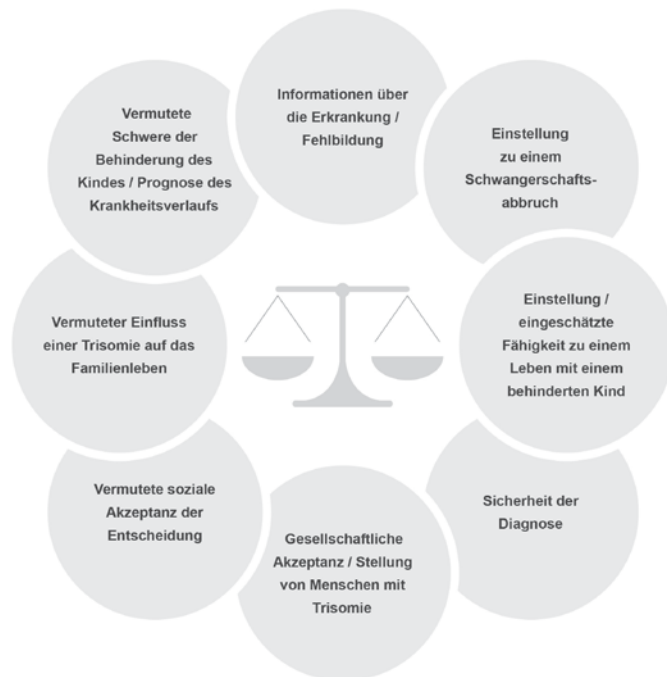 Informationen über
die Erkrankung /
Fehlbildung
Einstellung
zu einem
Schwangerschafts-
abbruch
Einstellung /
eingeschätzte
Fähigkeit zu einem
Leben mit einem
behinderten Kind
Sicherheit der
Diagnose
Gesellschaftliche
Akzeptanz / Stellung
von Menschen mit
Trisomie
Vermutete soziale
Akzeptanz der
Entscheidung
Vermuteter Einfluss
einer Trisomie auf das
Familienleben
Vermutete
Schwere der
Behinderung des
Kindes / Prognose des
Krankheitsverlaufs